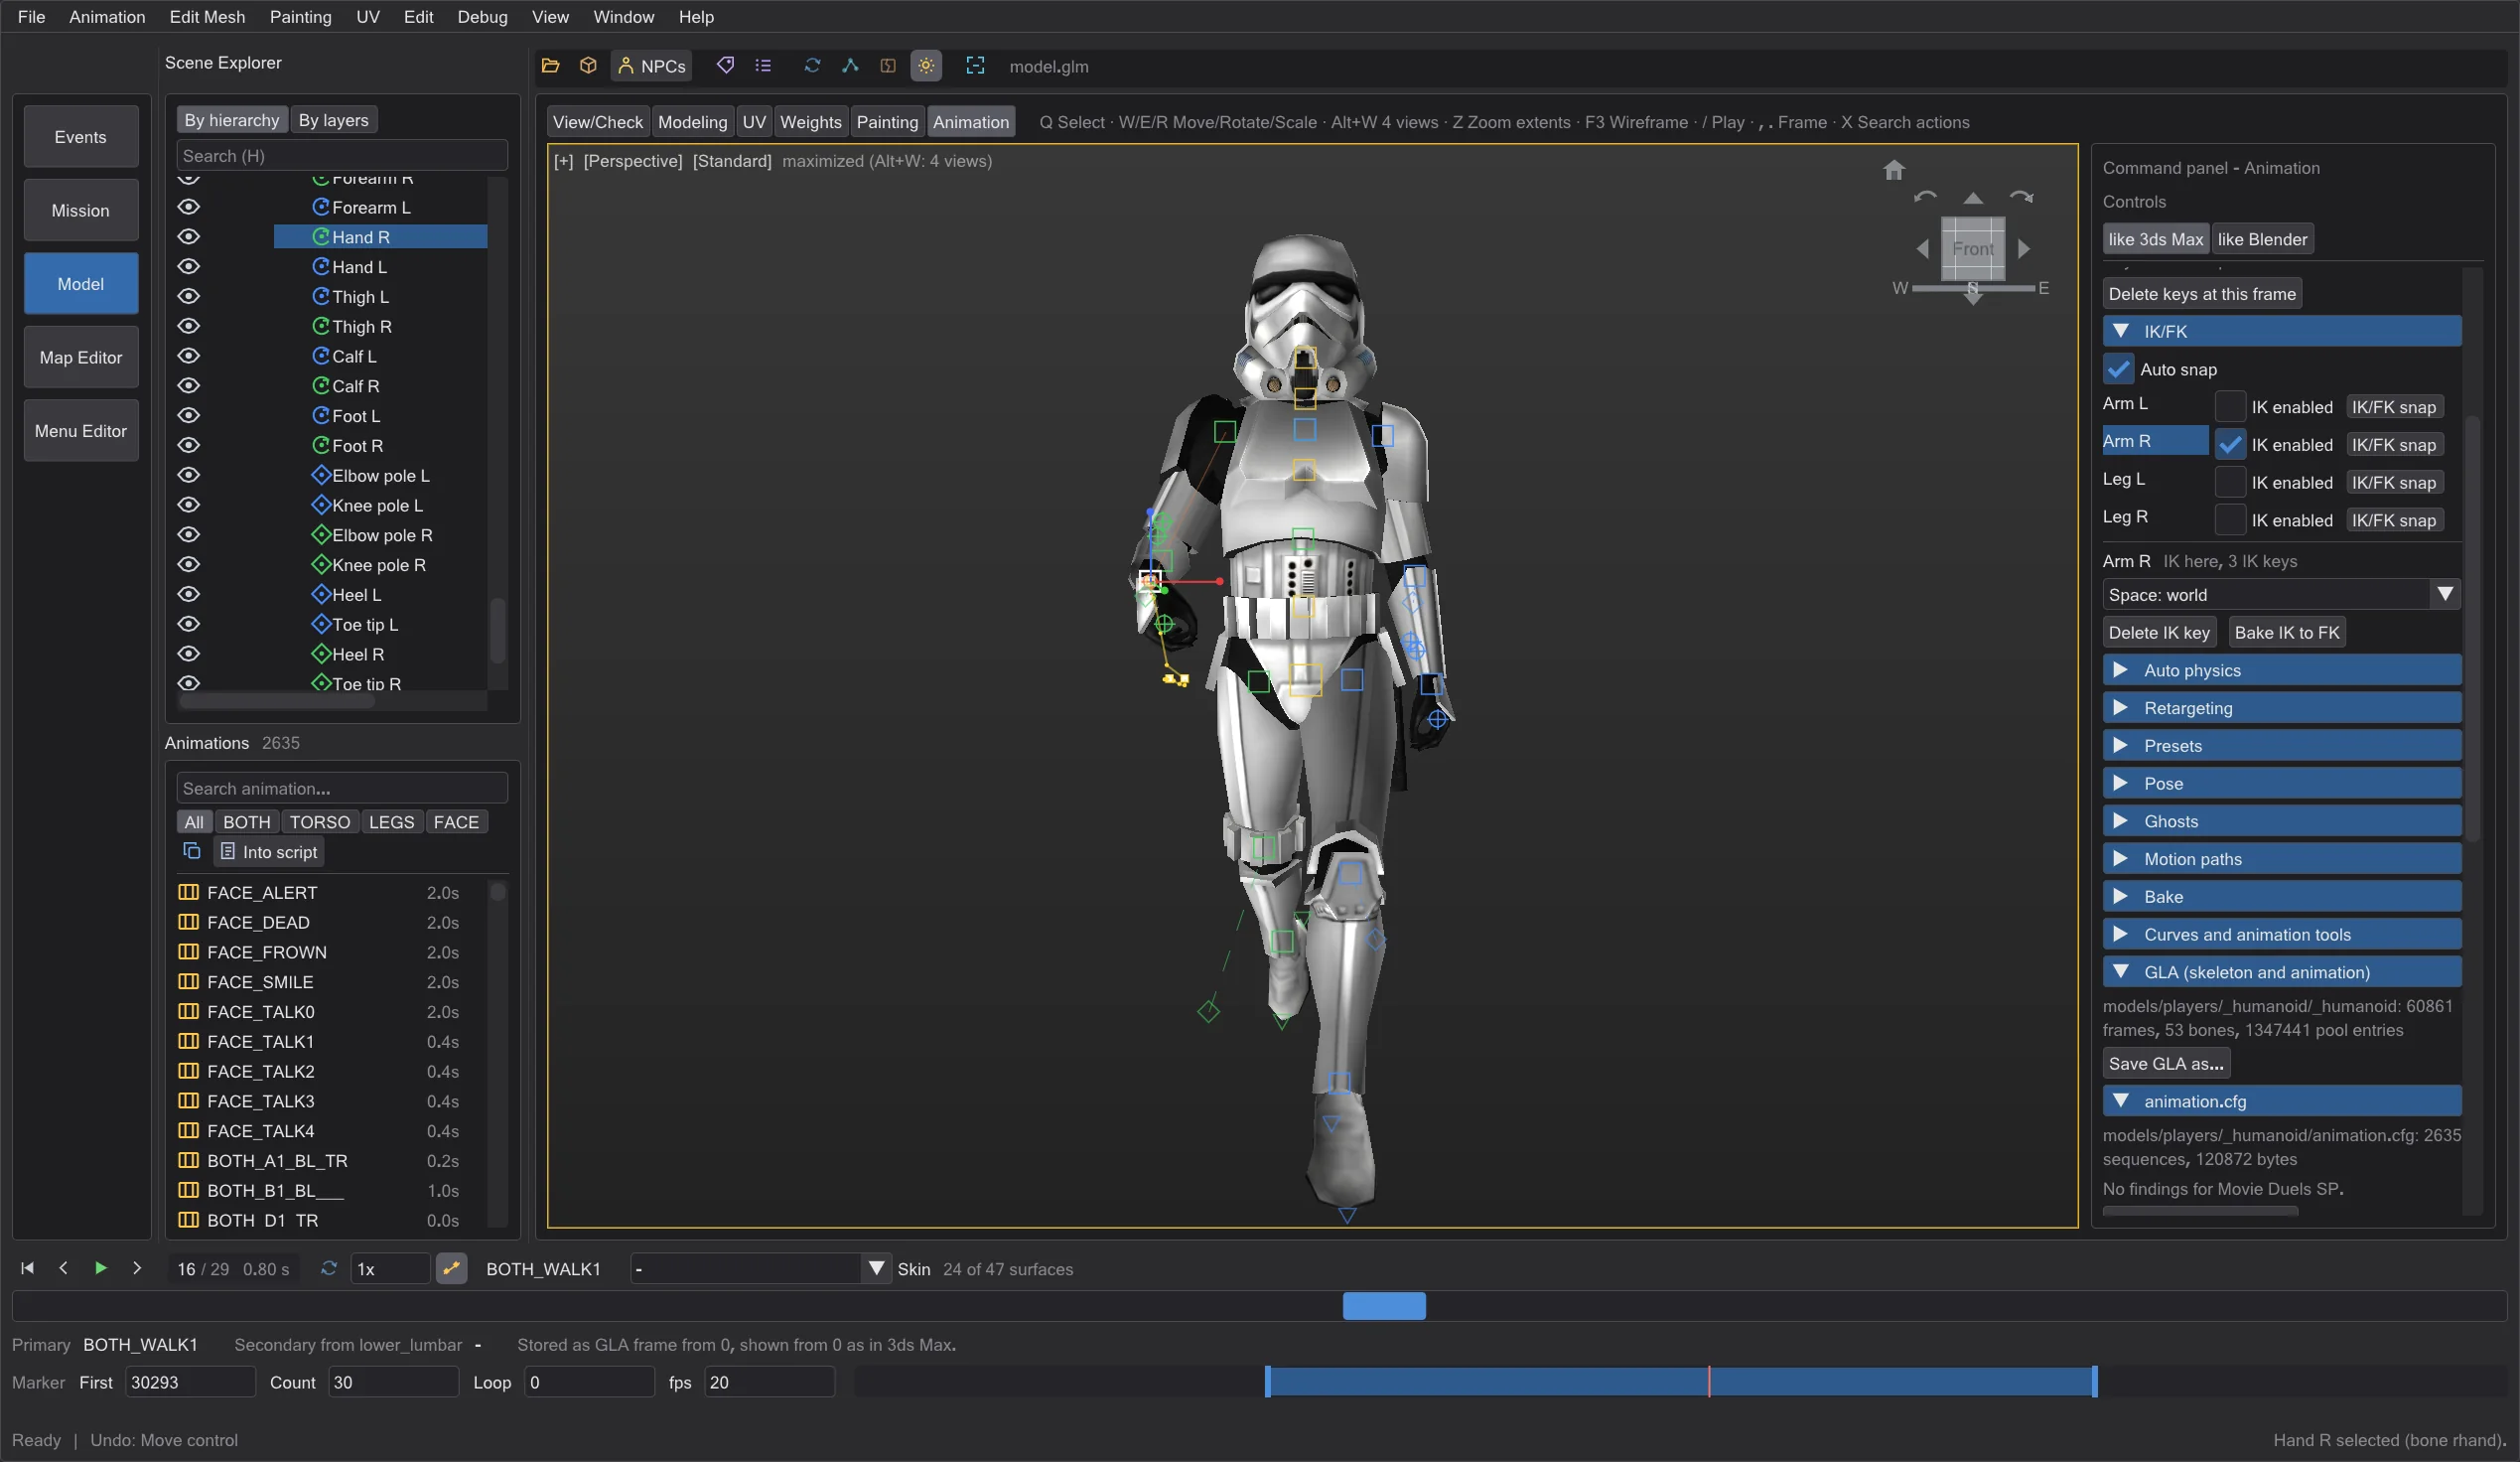 File Animation Edit Mesh Painting UV Edit Debug View Window Help
Scene Explorer
NPCs model.glm
Events
Mission
Model
Map Editor
Menu Editor
By hierarchy By layers
Search (H)
Forearm R
Forearm L
Hand R
Hand L
Thigh L
Thigh R
Calf L
Calf R
Foot L
Foot R
Elbow pole L
Knee pole L
Elbow pole R
Knee pole R
Heel L
Toe tip L
Heel R
Toe tip R
Animations 2635
Search animation...
All BOTH TORSO LEGS FACE
Into script
FACE_ALERT 2.0s
FACE_DEAD 2.0s
FACE_FROWN 2.0s
FACE_SMILE 2.0s
FACE_TALK0 2.0s
FACE_TALK1 0.4s
FACE_TALK2 0.4s
FACE_TALK3 0.4s
FACE_TALK4 0.4s
BOTH_A1_BL_TR 0.2s
BOTH_B1_BL___ 1.0s
BOTH_D1_TR 0.0s
View/Check Modeling UV Weights Painting Animation Q Select · W/E/R Move/Rotate/Scale · Alt+W 4 views · Z Zoom extents · F3 Wireframe · / Play · , . Frame · X Search actions
[+] [Perspective] [Standard] maximized (Alt+W: 4 views)
Front
W S E
Command panel - Animation
Controls
like 3ds Max like Blender
Delete keys at this frame
IK/FK
Auto snap
Arm L IK enabled IK/FK snap
Arm R IK enabled IK/FK snap
Leg L IK enabled IK/FK snap
Leg R IK enabled IK/FK snap
Arm R IK here, 3 IK keys
Space: world
Delete IK key Bake IK to FK
Auto physics
Retargeting
Presets
Pose
Ghosts
Motion paths
Bake
Curves and animation tools
GLA (skeleton and animation)
models/players/_humanoid/_humanoid: 60861
frames, 53 bones, 1347441 pool entries
Save GLA as...
animation.cfg
models/players/_humanoid/animation.cfg: 2635
sequences, 120872 bytes
No findings for Movie Duels SP.
16 / 29 0.80 s 1x BOTH_WALK1 - Skin 24 of 47 surfaces
Primary BOTH_WALK1 Secondary from lower_lumbar - Stored as GLA frame from 0, shown from 0 as in 3ds Max.
Marker First 30293 Count 30 Loop 0 fps 20
Ready | Undo: Move control
Hand R selected (bone rhand).